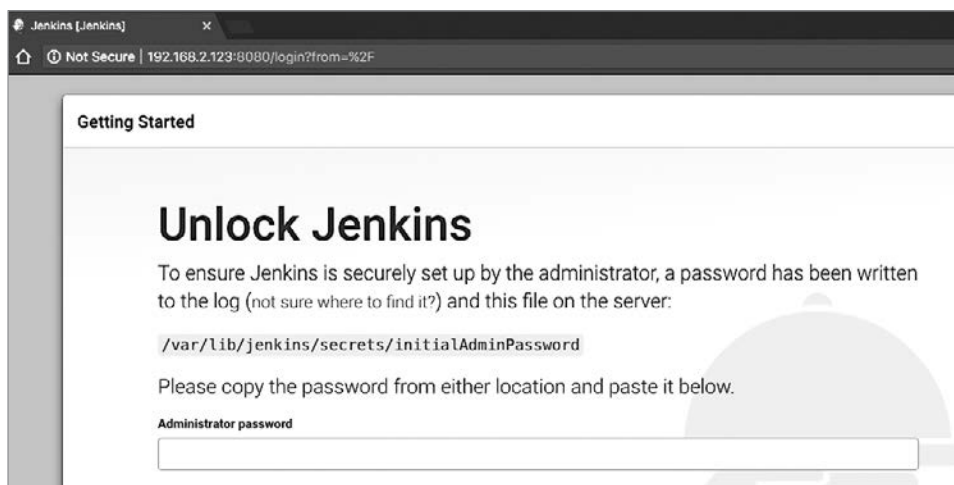 Jenkins [Jenkins]
Not Secure | 192.168.2.123:8080/login?from=%2F
Getting Started
Unlock Jenkins
To ensure Jenkins is securely set up by the administrator, a password has been written
to the log (not sure where to find it?) and this file on the server:
/var/lib/jenkins/secrets/initialAdminPassword
Please copy the password from either location and paste it below.
Administrator password